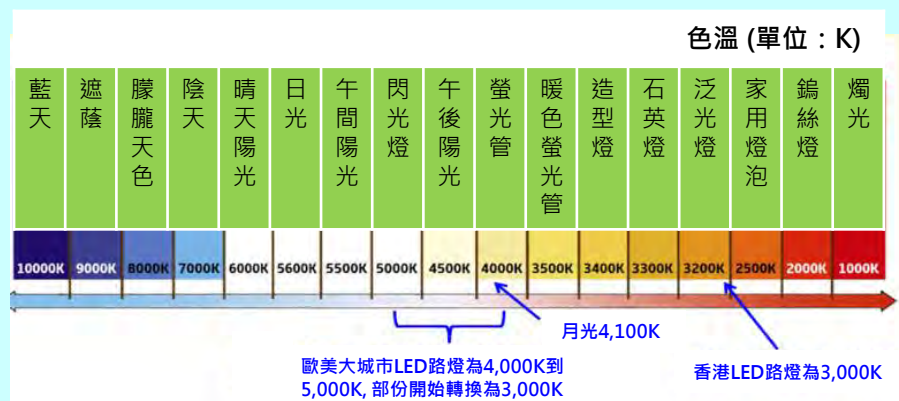 色溫 (單位：K)
藍天
遮蔭
朦朧天色
陰天
晴天陽光
日光
午間陽光
閃光燈
午後陽光
螢光管
暖色螢光管
造型燈
石英燈
泛光燈
家用燈泡
鎢絲燈
燭光
10000K 9000K 8000K 7000K 6000K 5600K 5500K 5000K 4500K 4000K 3500K 3400K 3300K 3200K 2500K 2000K 1000K
月光4,100K
歐美大城市LED路燈為4,000K到
5,000K, 部份開始轉換為3,000K
香港LED路燈為3,000K